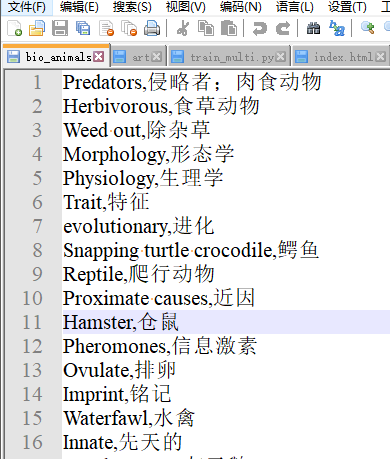 文件(F) 编辑(E) 搜索(S) 视图(V) 编码(N) 语言(L) 设置(T)
bio_animals art train_multi.py index.html
1 Predators,侵略者；肉食动物
2 Herbivorous,食草动物
3 Weed out,除杂草
4 Morphology,形态学
5 Physiology,生理学
6 Trait,特征
7 evolutionary,进化
8 Snapping turtle crocodile,鳄鱼
9 Reptile,爬行动物
10 Proximate causes,近因
11 Hamster,仓鼠
12 Pheromones,信息激素
13 Ovulate,排卵
14 Imprint,铭记
15 Waterfawl,水禽
16 Innate,先天的